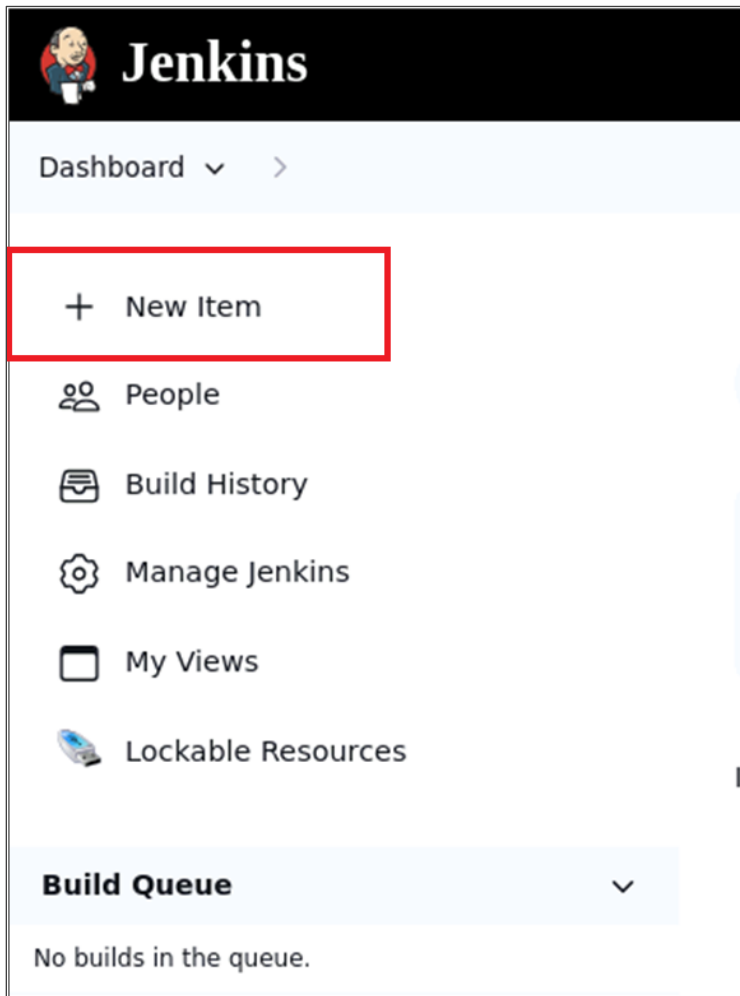 Jenkins
Dashboard
New Item
People
Build History
Manage Jenkins
My Views
Lockable Resources
Build Queue
No builds in the queue.